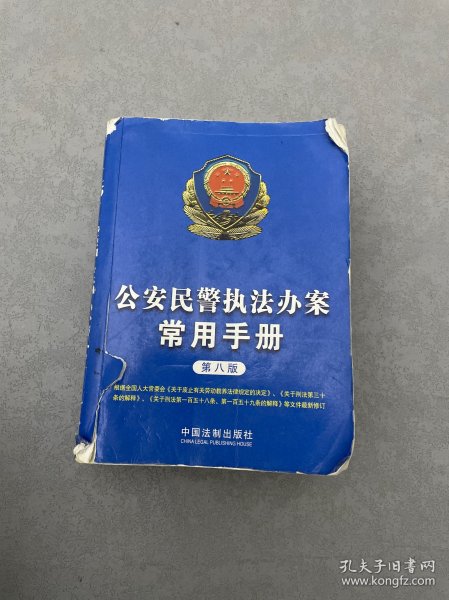 公安民警执法办案
常用手册
第八版
根据全国人大常委会《关于废止有关劳动教养法律规定的决定》、《关于刑法第三十
条的解释》、《关于刑法第一百五十八条、第一百五十九条的解释》等文件最新修订
中国法制出版社
CHINA LEGAL PUBLISHING HOUSE
孔夫子旧书网
www.kongfz.com